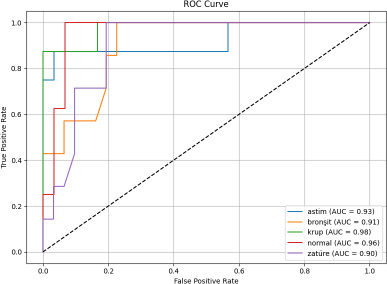 ROC Curve
1.0
0.8
0.6
0.4
0.2
0.0
True Positive Rate
astim (AUC = 0.93)
bronşit (AUC = 0.91)
krup (AUC = 0.98)
normal (AUC = 0.96)
zatüre (AUC = 0.90)
0.0 0.2 0.4 0.6 0.8 1.0
False Positive Rate